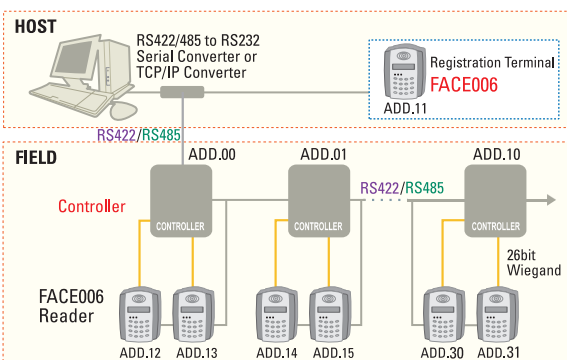 HOST
RS422/485 to RS232
Serial Converter or
TCP/IP Converter
Registration Terminal
FACE006
ADD.11
RS422/RS485
FIELD
ADD.00
ADD.01
ADD.10
RS422/RS485
Controller
CONTROLLER
CONTROLLER
CONTROLLER
26bit
Wiegand
FACE006
Reader
ADD.12
ADD.13
ADD.14
ADD.15
ADD.30
ADD.31